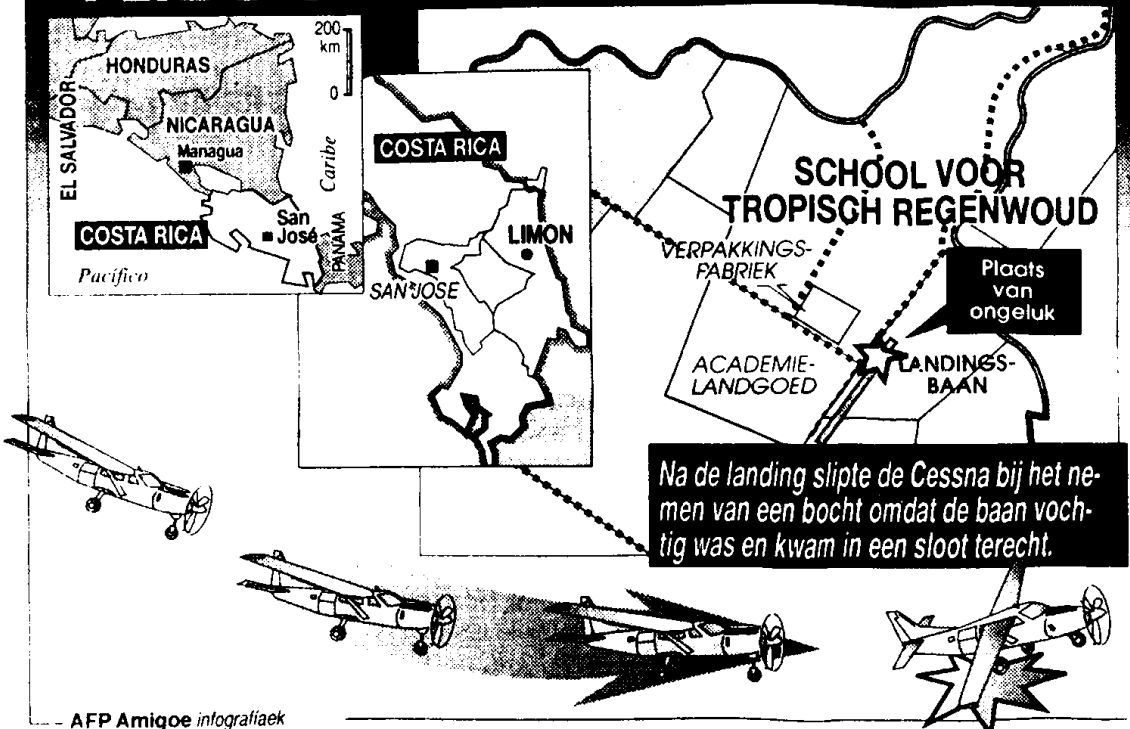 200
km
0
HONDURAS
EL SALVADOR
NICARAGUA
Managua
Caribe
COSTA RICA
San
José
PANAMA
Pacífico
COSTA RICA
LIMON
SAN JOSE
SCHOOL VOOR
TROPISCH REGENWOUD
VERPAKKINGS-
FABRIEK
Plaats
van
ongeluk
ACADEMIE-
LANDGOED
LANDINGS-
BAAN
Na de landing slipte de Cessna bij het ne-
men van een bocht omdat de baan voch-
tig was en kwam in een sloot terecht.
AFP Amigoe infografiaek